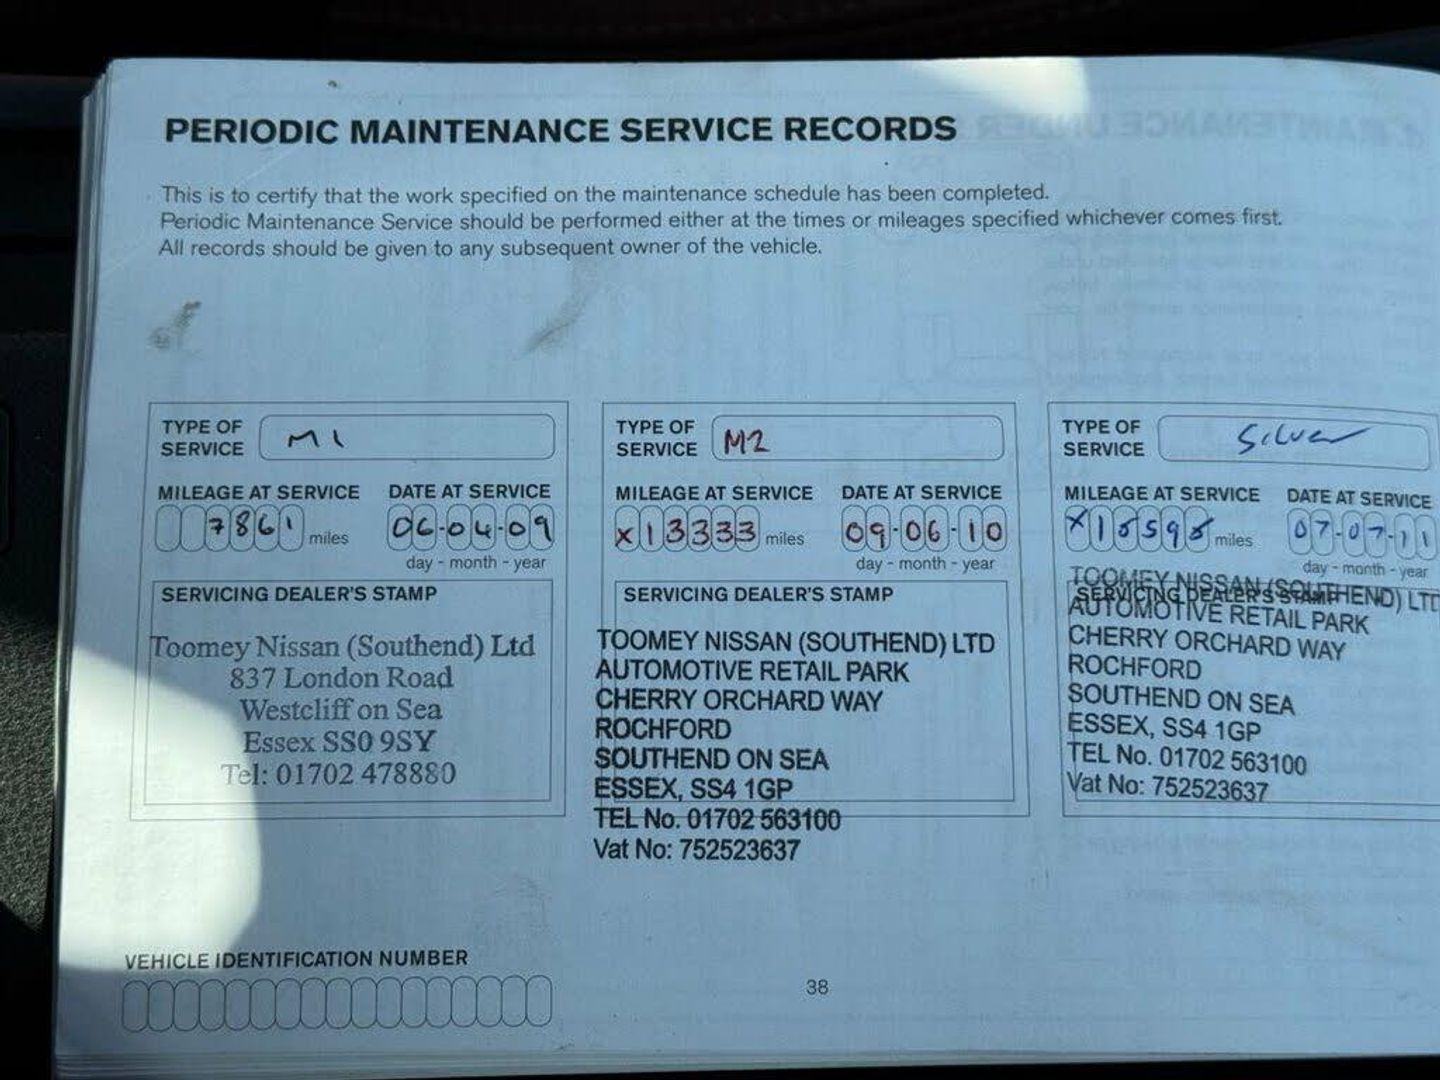 PERIODIC MAINTENANCE SERVICE RECORDS
This is to certify that the work specified on the maintenance schedule has been completed.
Periodic Maintenance Service should be performed either at the times or mileages specified whichever comes first.
All records should be given to any subsequent owner of the vehicle.
TYPE OF
SERVICE M1
MILEAGE AT SERVICE DATE AT SERVICE
7861 miles 06-04-09
day - month - year
SERVICING DEALER'S STAMP
Toomey Nissan (Southend) Ltd
837 London Road
Westcliff on Sea
Essex SS0 9SY
Tel: 01702 478880
TYPE OF
SERVICE M2
MILEAGE AT SERVICE DATE AT SERVICE
x13333 miles 09-06-10
day - month - year
SERVICING DEALER'S STAMP
TOOMEY NISSAN (SOUTHEND) LTD
AUTOMOTIVE RETAIL PARK
CHERRY ORCHARD WAY
ROCHFORD
SOUTHEND ON SEA
ESSEX, SS4 1GP
TEL No. 01702 563100
Vat No: 752523637
TYPE OF
SERVICE Silver
MILEAGE AT SERVICE DATE AT SERVICE
miles 07-07-11
day - month - year
SERVICING DEALER'S STAMP
TOOMEY NISSAN (SOUTHEND) LTD
AUTOMOTIVE RETAIL PARK
CHERRY ORCHARD WAY
ROCHFORD
SOUTHEND ON SEA
ESSEX, SS4 1GP
TEL No. 01702 563100
Vat No: 752523637
VEHICLE IDENTIFICATION NUMBER
38